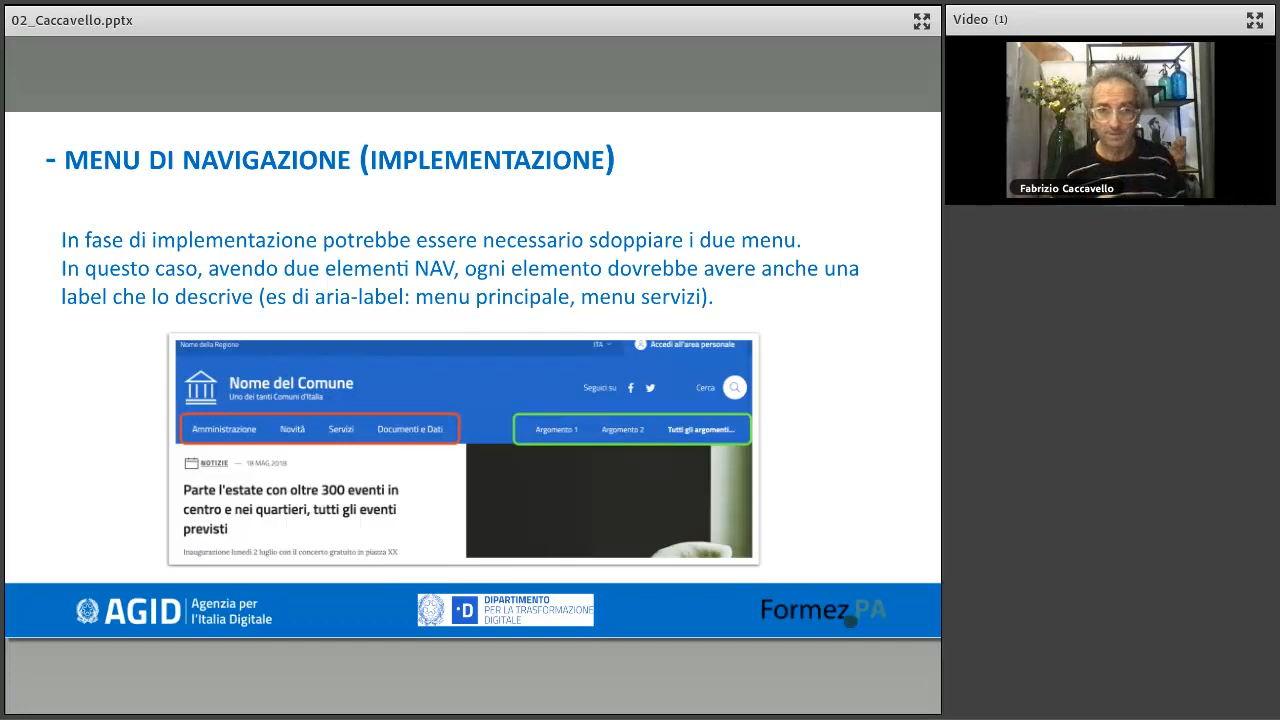 02_Caccavello.pptx
Video (1)
Fabrizio Caccavello
- MENU DI NAVIGAZIONE (IMPLEMENTAZIONE)
In fase di implementazione potrebbe essere necessario sdoppiare i due menu.
In questo caso, avendo due elementi NAV, ogni elemento dovrebbe avere anche una
label che lo descrive (es di aria-label: menu principale, menu servizi).
Nome della Regione
ITA
Accedi all'area personale
Nome del Comune
Uno dei tanti Comuni d'Italia
Seguici su
Cerca
Amministrazione Novità Servizi Documenti e Dati
Argomento 1 Argomento 2 Tutti gli argomenti...
NOTIZIE — 18 MAG,2018
Parte l'estate con oltre 300 eventi in
centro e nei quartieri, tutti gli eventi
previsti
Inaugurazione lunedì 2 luglio con il concerto gratuito in piazza XX
AGID
Agenzia per
l'Italia Digitale
·D
DIPARTIMENTO
PER LA TRASFORMAZIONE
DIGITALE
Formez PA